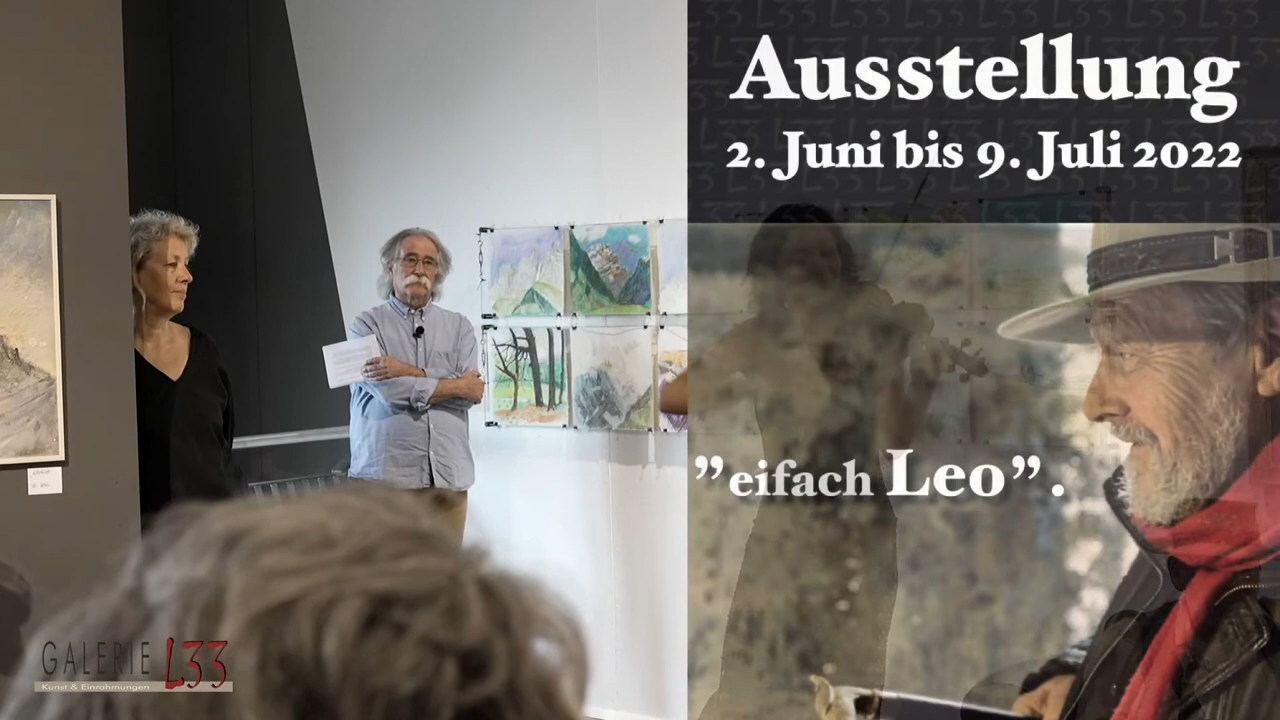 Ausstellung
2. Juni bis 9. Juli 2022
”eifach Leo”.
GALERIE L33
Kunst & Einrahmungen